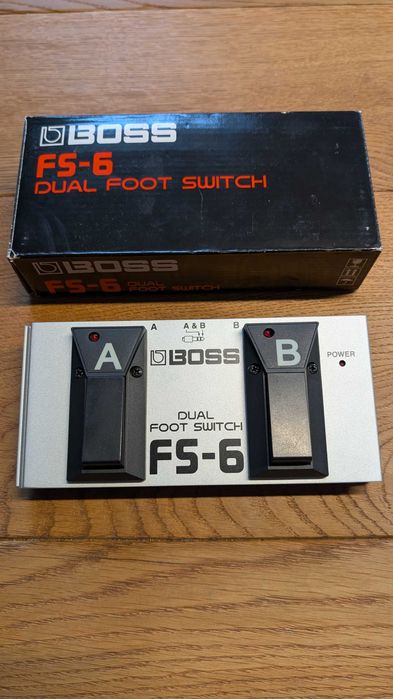 BOSS
FS-6
DUAL FOOT SWITCH
BOSS
FS-6 DUAL
FOOT SWITCH
A A & B B
A
BOSS
B
POWER
DUAL
FOOT SWITCH
FS-6